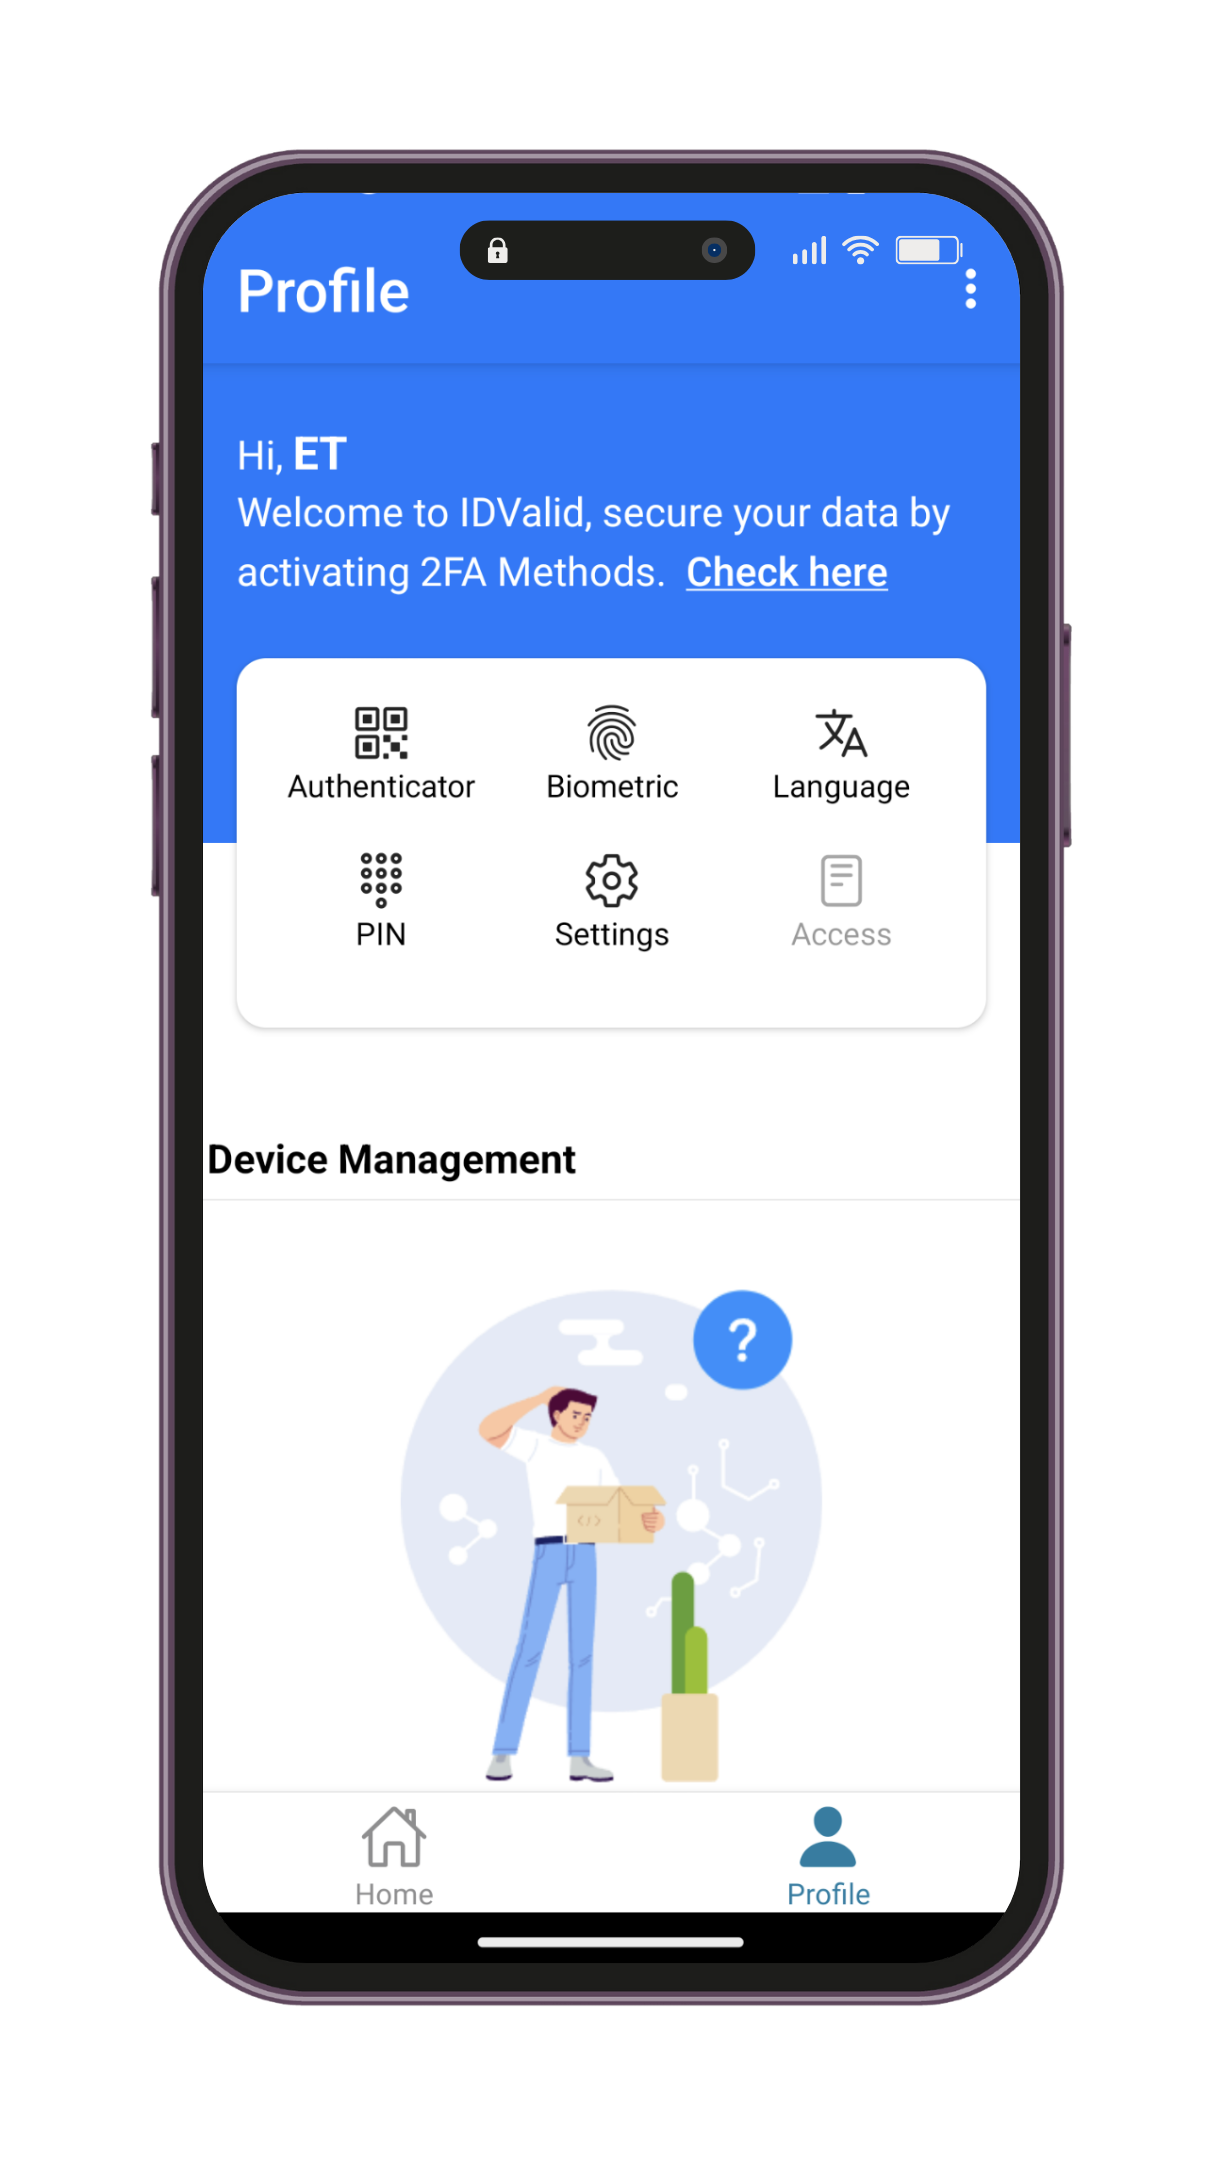 Profile
Hi, ET
Welcome to IDValid, secure your data by
activating 2FA Methods. Check here
Authenticator Biometric Language
PIN Settings Access
Device Management
?
</>
Home Profile